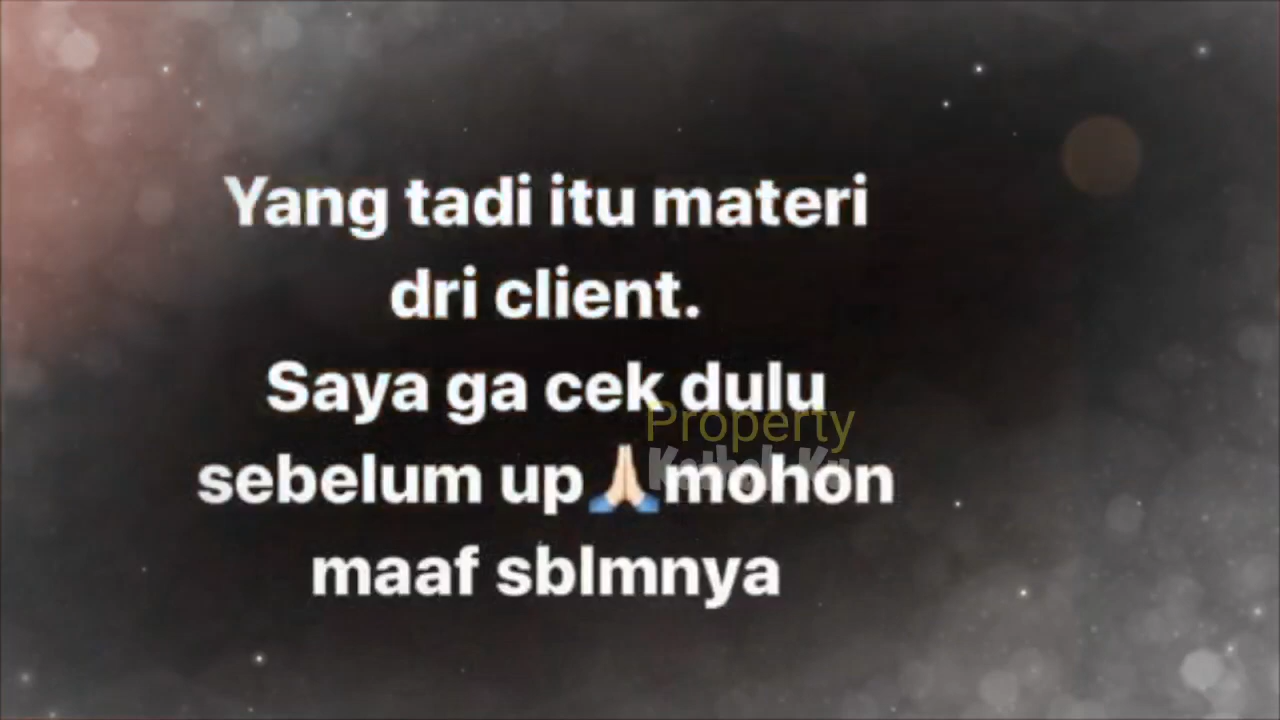 Yang tadi itu materi
dri client.
Saya ga cek dulu
Property
sebelum up🙏🏻mohon
maaf sblmnya